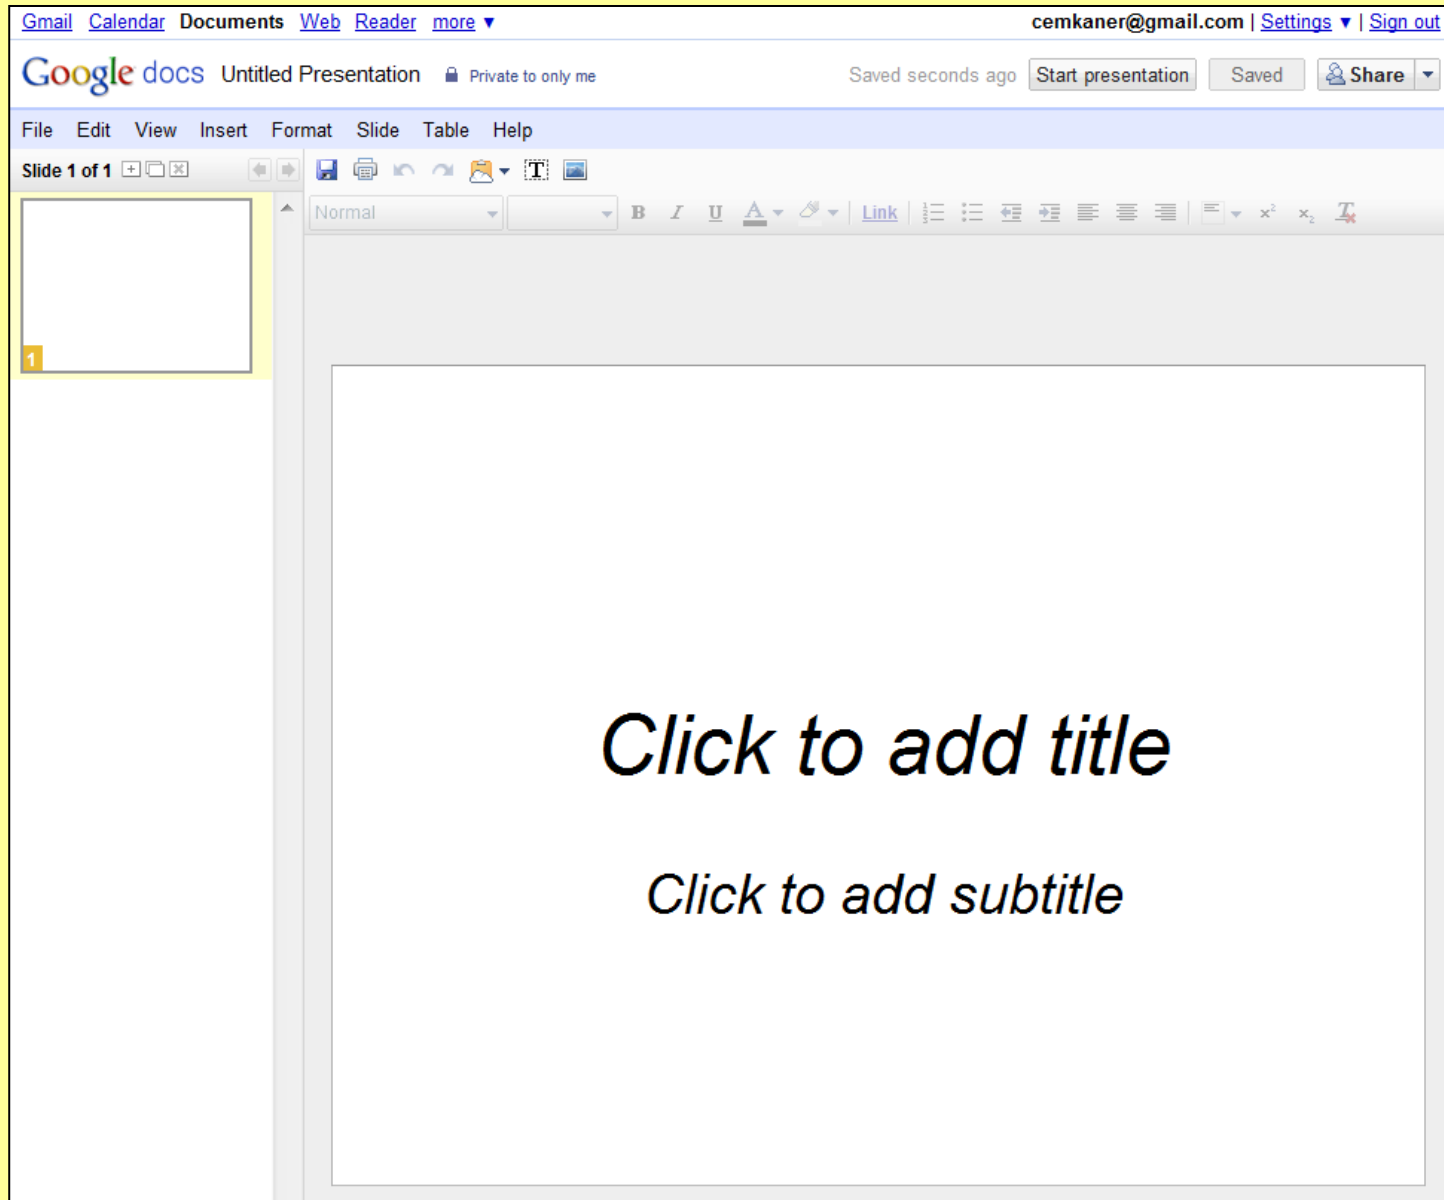 Gmail Calendar Documents Web Reader more ▼ cemkaner@gmail.com | Settings ▼ | Sign out
Google docs Untitled Presentation Private to only me Saved seconds ago Start presentation Saved Share
File Edit View Insert Format Slide Table Help
Slide 1 of 1
Normal B I U A Link x² x₂ T
1
Click to add title
Click to add subtitle